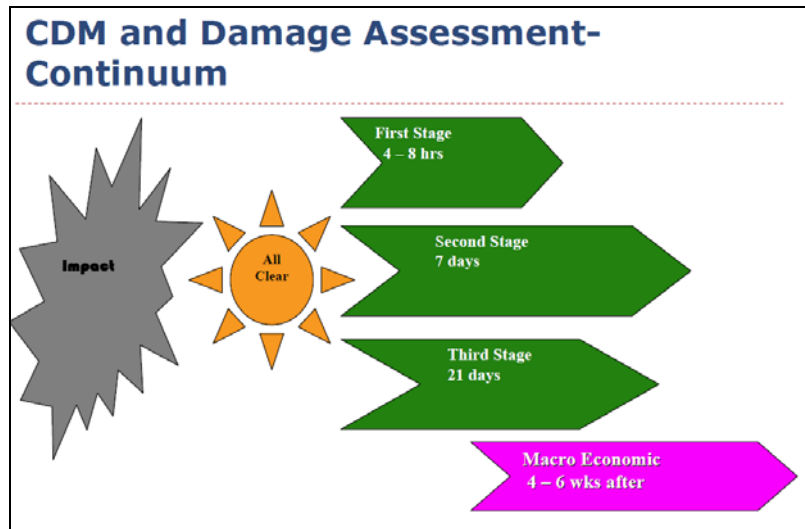 CDM and Damage Assessment-
Continuum
First Stage
4 – 8 hrs
Impact
All
Clear
Second Stage
7 days
Third Stage
21 days
Macro Economic
4 – 6 wks after